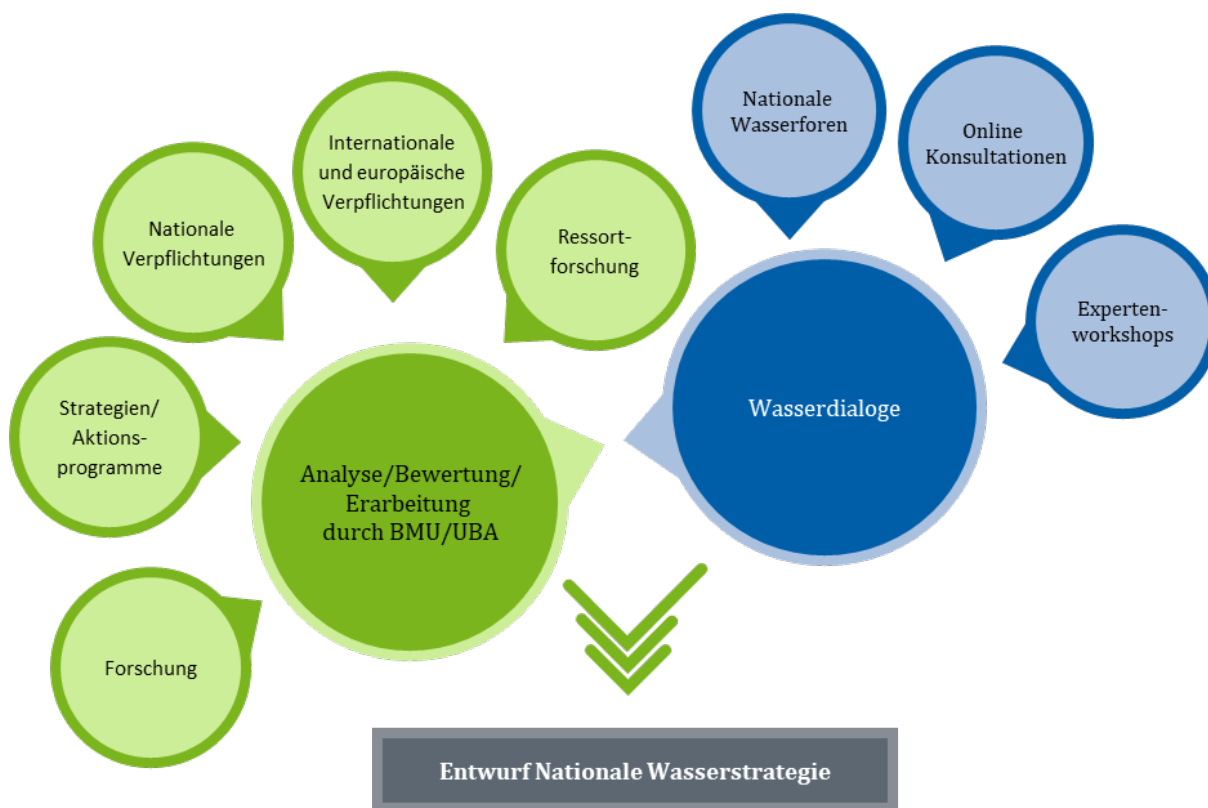 Nationale
Wasserforen
Online
Konsultationen
Internationale
und europäische
Verpflichtungen
Nationale
Verpflichtungen
Ressort-
forschung
Experten-
workshops
Strategien/
Aktions-
programme
Wasserdialoge
Analyse/Bewertung/
Erarbeitung
durch BMU/UBA
Forschung
Entwurf Nationale Wasserstrategie